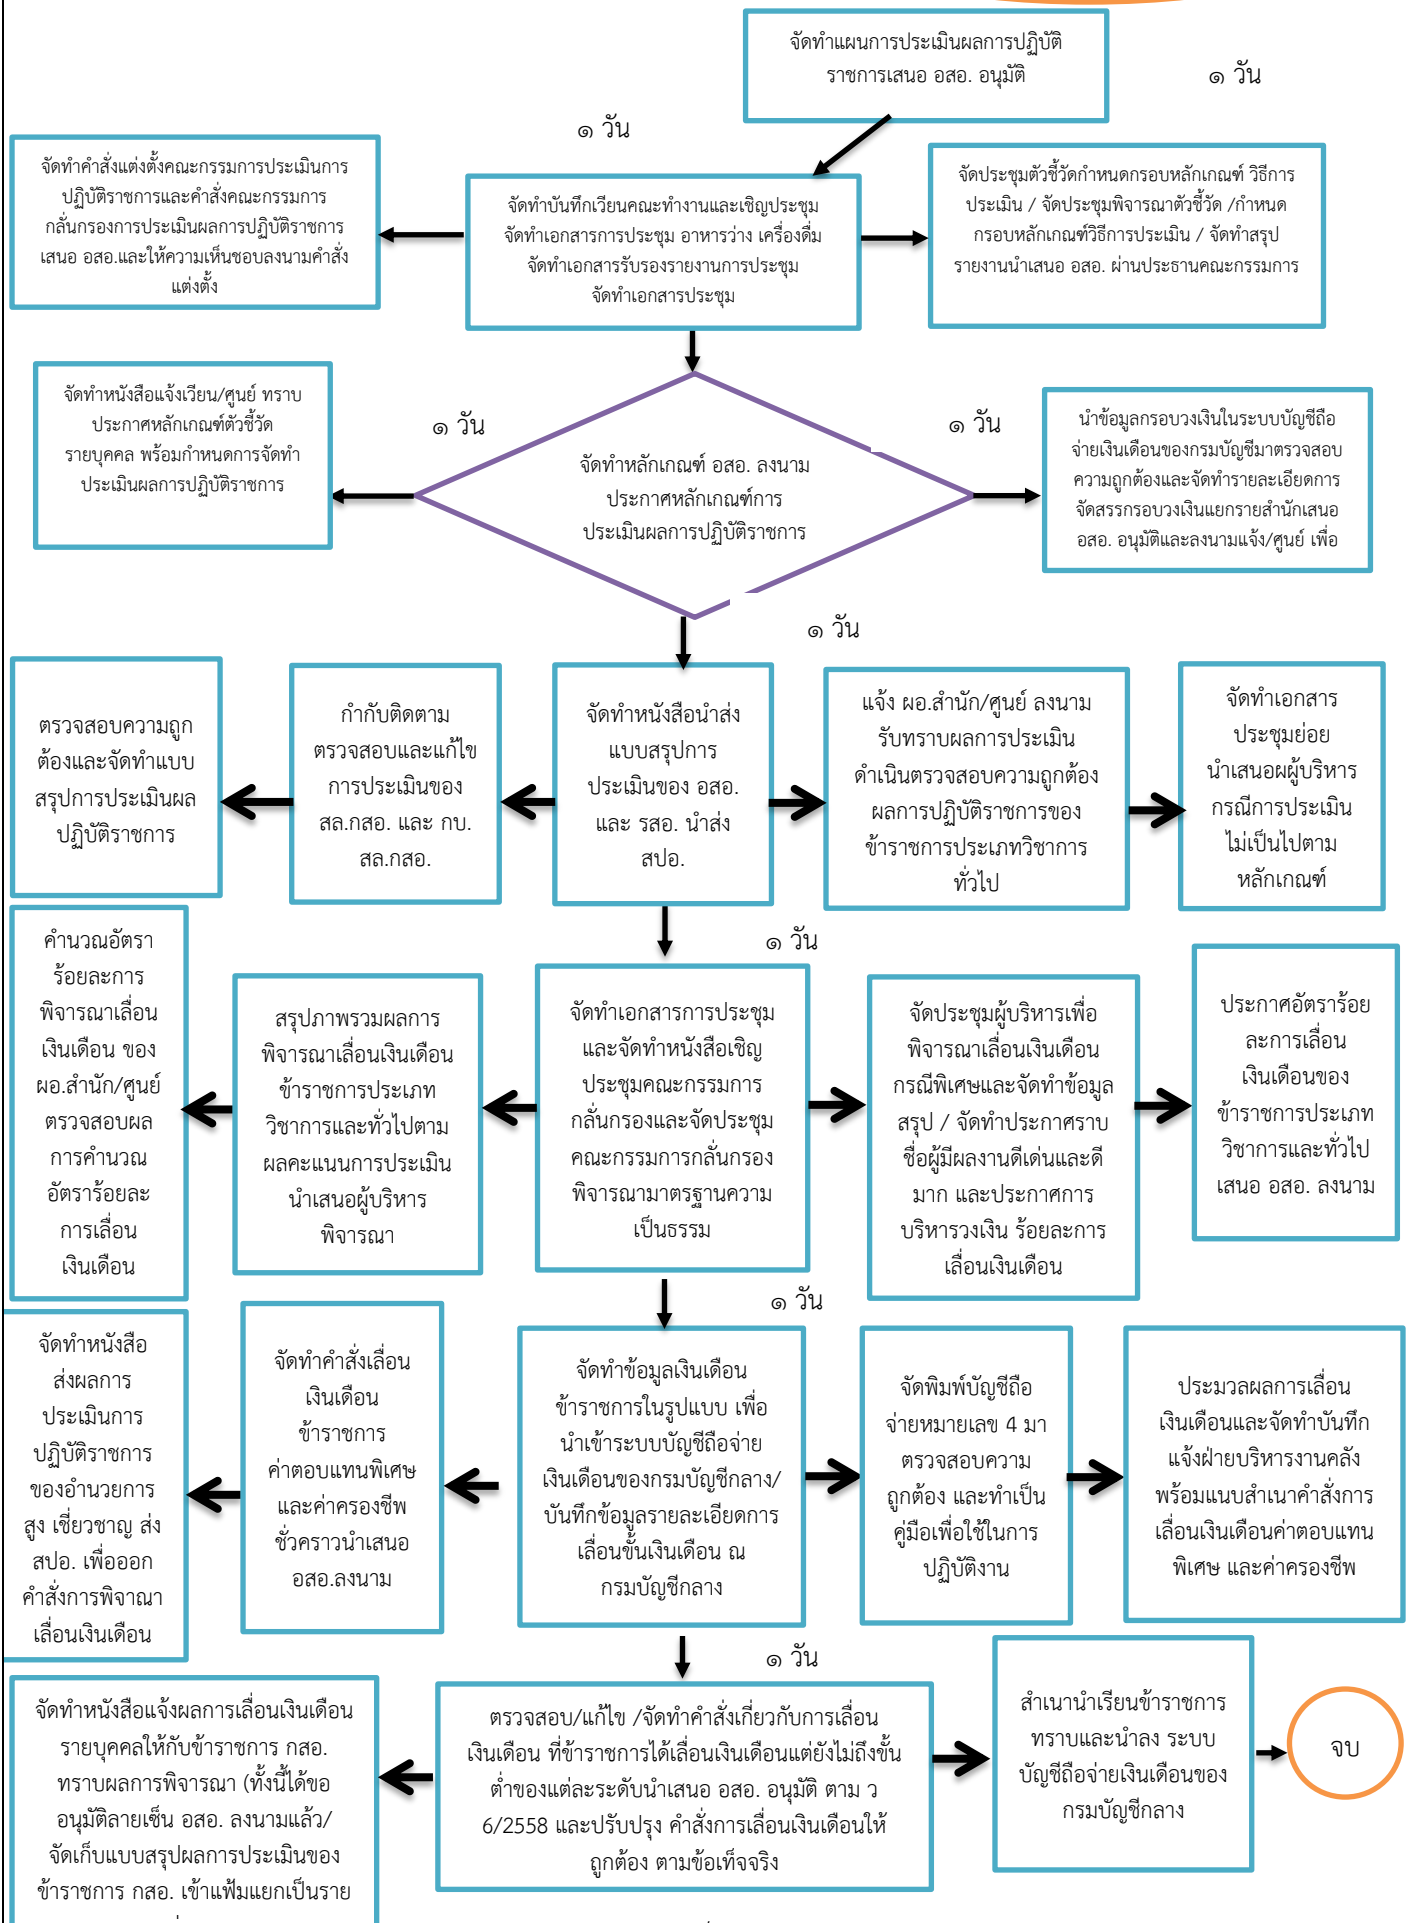 จัดทำแผนการประเมินผลการปฏิบัติ
ราชการเสนอ อสอ. อนุมัติ
๑ วัน
๑ วัน
จัดทำคำสั่งแต่งตั้งคณะกรรมการประเมินการ
ปฏิบัติราชการและคำสั่งคณะกรรมการ
กลั่นกรองการประเมินผลการปฏิบัติราชการ
เสนอ อสอ.และให้ความเห็นชอบลงนามคำสั่ง
แต่งตั้ง
จัดทำบันทึกเวียนคณะทำงานและเชิญประชุม
จัดทำเอกสารการประชุม อาหารว่าง เครื่องดื่ม
จัดทำเอกสารรับรองรายงานการประชุม
จัดทำเอกสารประชุม
จัดประชุมตัวชี้วัดกำหนดกรอบหลักเกณฑ์ วิธีการ
ประเมิน / จัดประชุมพิจารณาตัวชี้วัด /กำหนด
กรอบหลักเกณฑ์วิธีการประเมิน / จัดทำสรุป
รายงานนำเสนอ อสอ. ผ่านประธานคณะกรรมการ
จัดทำหนังสือแจ้งเวียน/ศูนย์ ทราบ
ประกาศหลักเกณฑ์ตัวชี้วัด
รายบุคคล พร้อมกำหนดการจัดทำ
ประเมินผลการปฏิบัติราชการ
๑ วัน
จัดทำหลักเกณฑ์ อสอ. ลงนาม
ประกาศหลักเกณฑ์การ
ประเมินผลการปฏิบัติราชการ
๑ วัน
นำข้อมูลกรอบวงเงินในระบบบัญชีถือ
จ่ายเงินเดือนของกรมบัญชีมาตรวจสอบ
ความถูกต้องและจัดทำรายละเอียดการ
จัดสรรกรอบวงเงินแยกรายสำนักเสนอ
อสอ. อนุมัติและลงนามแจ้ง/ศูนย์ เพื่อ
๑ วัน
ตรวจสอบความถูก
ต้องและจัดทำแบบ
สรุปการประเมินผล
ปฏิบัติราชการ
กำกับติดตาม
ตรวจสอบและแก้ไข
การประเมินของ
สล.กสอ. และ กบ.
สล.กสอ.
จัดทำหนังสือนำส่ง
แบบสรุปการ
ประเมินของ อสอ.
และ รสอ. นำส่ง
สปอ.
แจ้ง ผอ.สำนัก/ศูนย์ ลงนาม
รับทราบผลการประเมิน
ดำเนินตรวจสอบความถูกต้อง
ผลการปฏิบัติราชการของ
ข้าราชการประเภทวิชาการ
ทั่วไป
จัดทำเอกสาร
ประชุมย่อย
นำเสนอผผู้บริหาร
กรณีการประเมิน
ไม่เป็นไปตาม
หลักเกณฑ์
๑ วัน
คำนวณอัตรา
ร้อยละการ
พิจารณาเลื่อน
เงินเดือน ของ
ผอ.สำนัก/ศูนย์
ตรวจสอบผล
การคำนวณ
อัตราร้อยละ
การเลื่อน
เงินเดือน
สรุปภาพรวมผลการ
พิจารณาเลื่อนเงินเดือน
ข้าราชการประเภท
วิชาการและทั่วไปตาม
ผลคะแนนการประเมิน
นำเสนอผู้บริหาร
พิจารณา
จัดทำเอกสารการประชุม
และจัดทำหนังสือเชิญ
ประชุมคณะกรรมการ
กลั่นกรองและจัดประชุม
คณะกรรมการกลั่นกรอง
พิจารณามาตรฐานความ
เป็นธรรม
จัดประชุมผู้บริหารเพื่อ
พิจารณาเลื่อนเงินเดือน
กรณีพิเศษและจัดทำข้อมูล
สรุป / จัดทำประกาศราบ
ชื่อผู้มีผลงานดีเด่นและดี
มาก และประกาศการ
บริหารวงเงิน ร้อยละการ
เลื่อนเงินเดือน
ประกาศอัตราร้อย
ละการเลื่อน
เงินเดือนของ
ข้าราชการประเภท
วิชาการและทั่วไป
เสนอ อสอ. ลงนาม
๑ วัน
จัดทำหนังสือ
ส่งผลการ
ประเมินการ
ปฏิบัติราชการ
ของอำนวยการ
สูง เชี่ยวชาญ ส่ง
สปอ. เพื่อออก
คำสั่งการพิจาณา
เลื่อนเงินเดือน
จัดทำคำสั่งเลื่อน
เงินเดือน
ข้าราชการ
ค่าตอบแทนพิเศษ
และค่าครองชีพ
ชั่วคราวนำเสนอ
อสอ.ลงนาม
จัดทำข้อมูลเงินเดือน
ข้าราชการในรูปแบบ เพื่อ
นำเข้าระบบบัญชีถือจ่าย
เงินเดือนของกรมบัญชีกลาง/
บันทึกข้อมูลรายละเอียดการ
เลื่อนขั้นเงินเดือน ณ
กรมบัญชีกลาง
จัดพิมพ์บัญชีถือ
จ่ายหมายเลข 4 มา
ตรวจสอบความ
ถูกต้อง และทำเป็น
คู่มือเพื่อใช้ในการ
ปฏิบัติงาน
ประมวลผลการเลื่อน
เงินเดือนและจัดทำบันทึก
แจ้งฝ่ายบริหารงานคลัง
พร้อมแนบสำเนาคำสั่งการ
เลื่อนเงินเดือนค่าตอบแทน
พิเศษ และค่าครองชีพ
๑ วัน
จัดทำหนังสือแจ้งผลการเลื่อนเงินเดือน
รายบุคคลให้กับข้าราชการ กสอ.
ทราบผลการพิจารณา (ทั้งนี้ได้ขอ
อนุมัติลายเซ็น อสอ. ลงนามแล้ว/
จัดเก็บแบบสรุปผลการประเมินของ
ข้าราชการ กสอ. เข้าแฟ้มแยกเป็นราย
ตรวจสอบ/แก้ไข /จัดทำคำสั่งเกี่ยวกับการเลื่อน
เงินเดือน ที่ข้าราชการได้เลื่อนเงินเดือนแต่ยังไม่ถึงขั้น
ต่ำของแต่ละระดับนำเสนอ อสอ. อนุมัติ ตาม ว
6/2558 และปรับปรุง คำสั่งการเลื่อนเงินเดือนให้
ถูกต้อง ตามข้อเท็จจริง
สำเนานำเรียนข้าราชการ
ทราบและนำลง ระบบ
บัญชีถือจ่ายเงินเดือนของ
กรมบัญชีกลาง
จบ